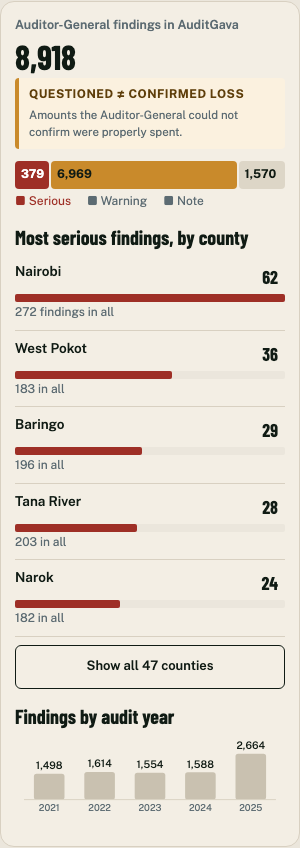 Auditor-General findings in AuditGava
8,918
QUESTIONED ≠ CONFIRMED LOSS
Amounts the Auditor-General could not
confirm were properly spent.
379 6,969 1,570
Serious Warning Note
Most serious findings, by county
Nairobi 62
272 findings in all
West Pokot 36
183 in all
Baringo 29
196 in all
Tana River 28
203 in all
Narok 24
182 in all
Show all 47 counties
Findings by audit year
1,498 1,614 1,554 1,588 2,664
2021 2022 2023 2024 2025